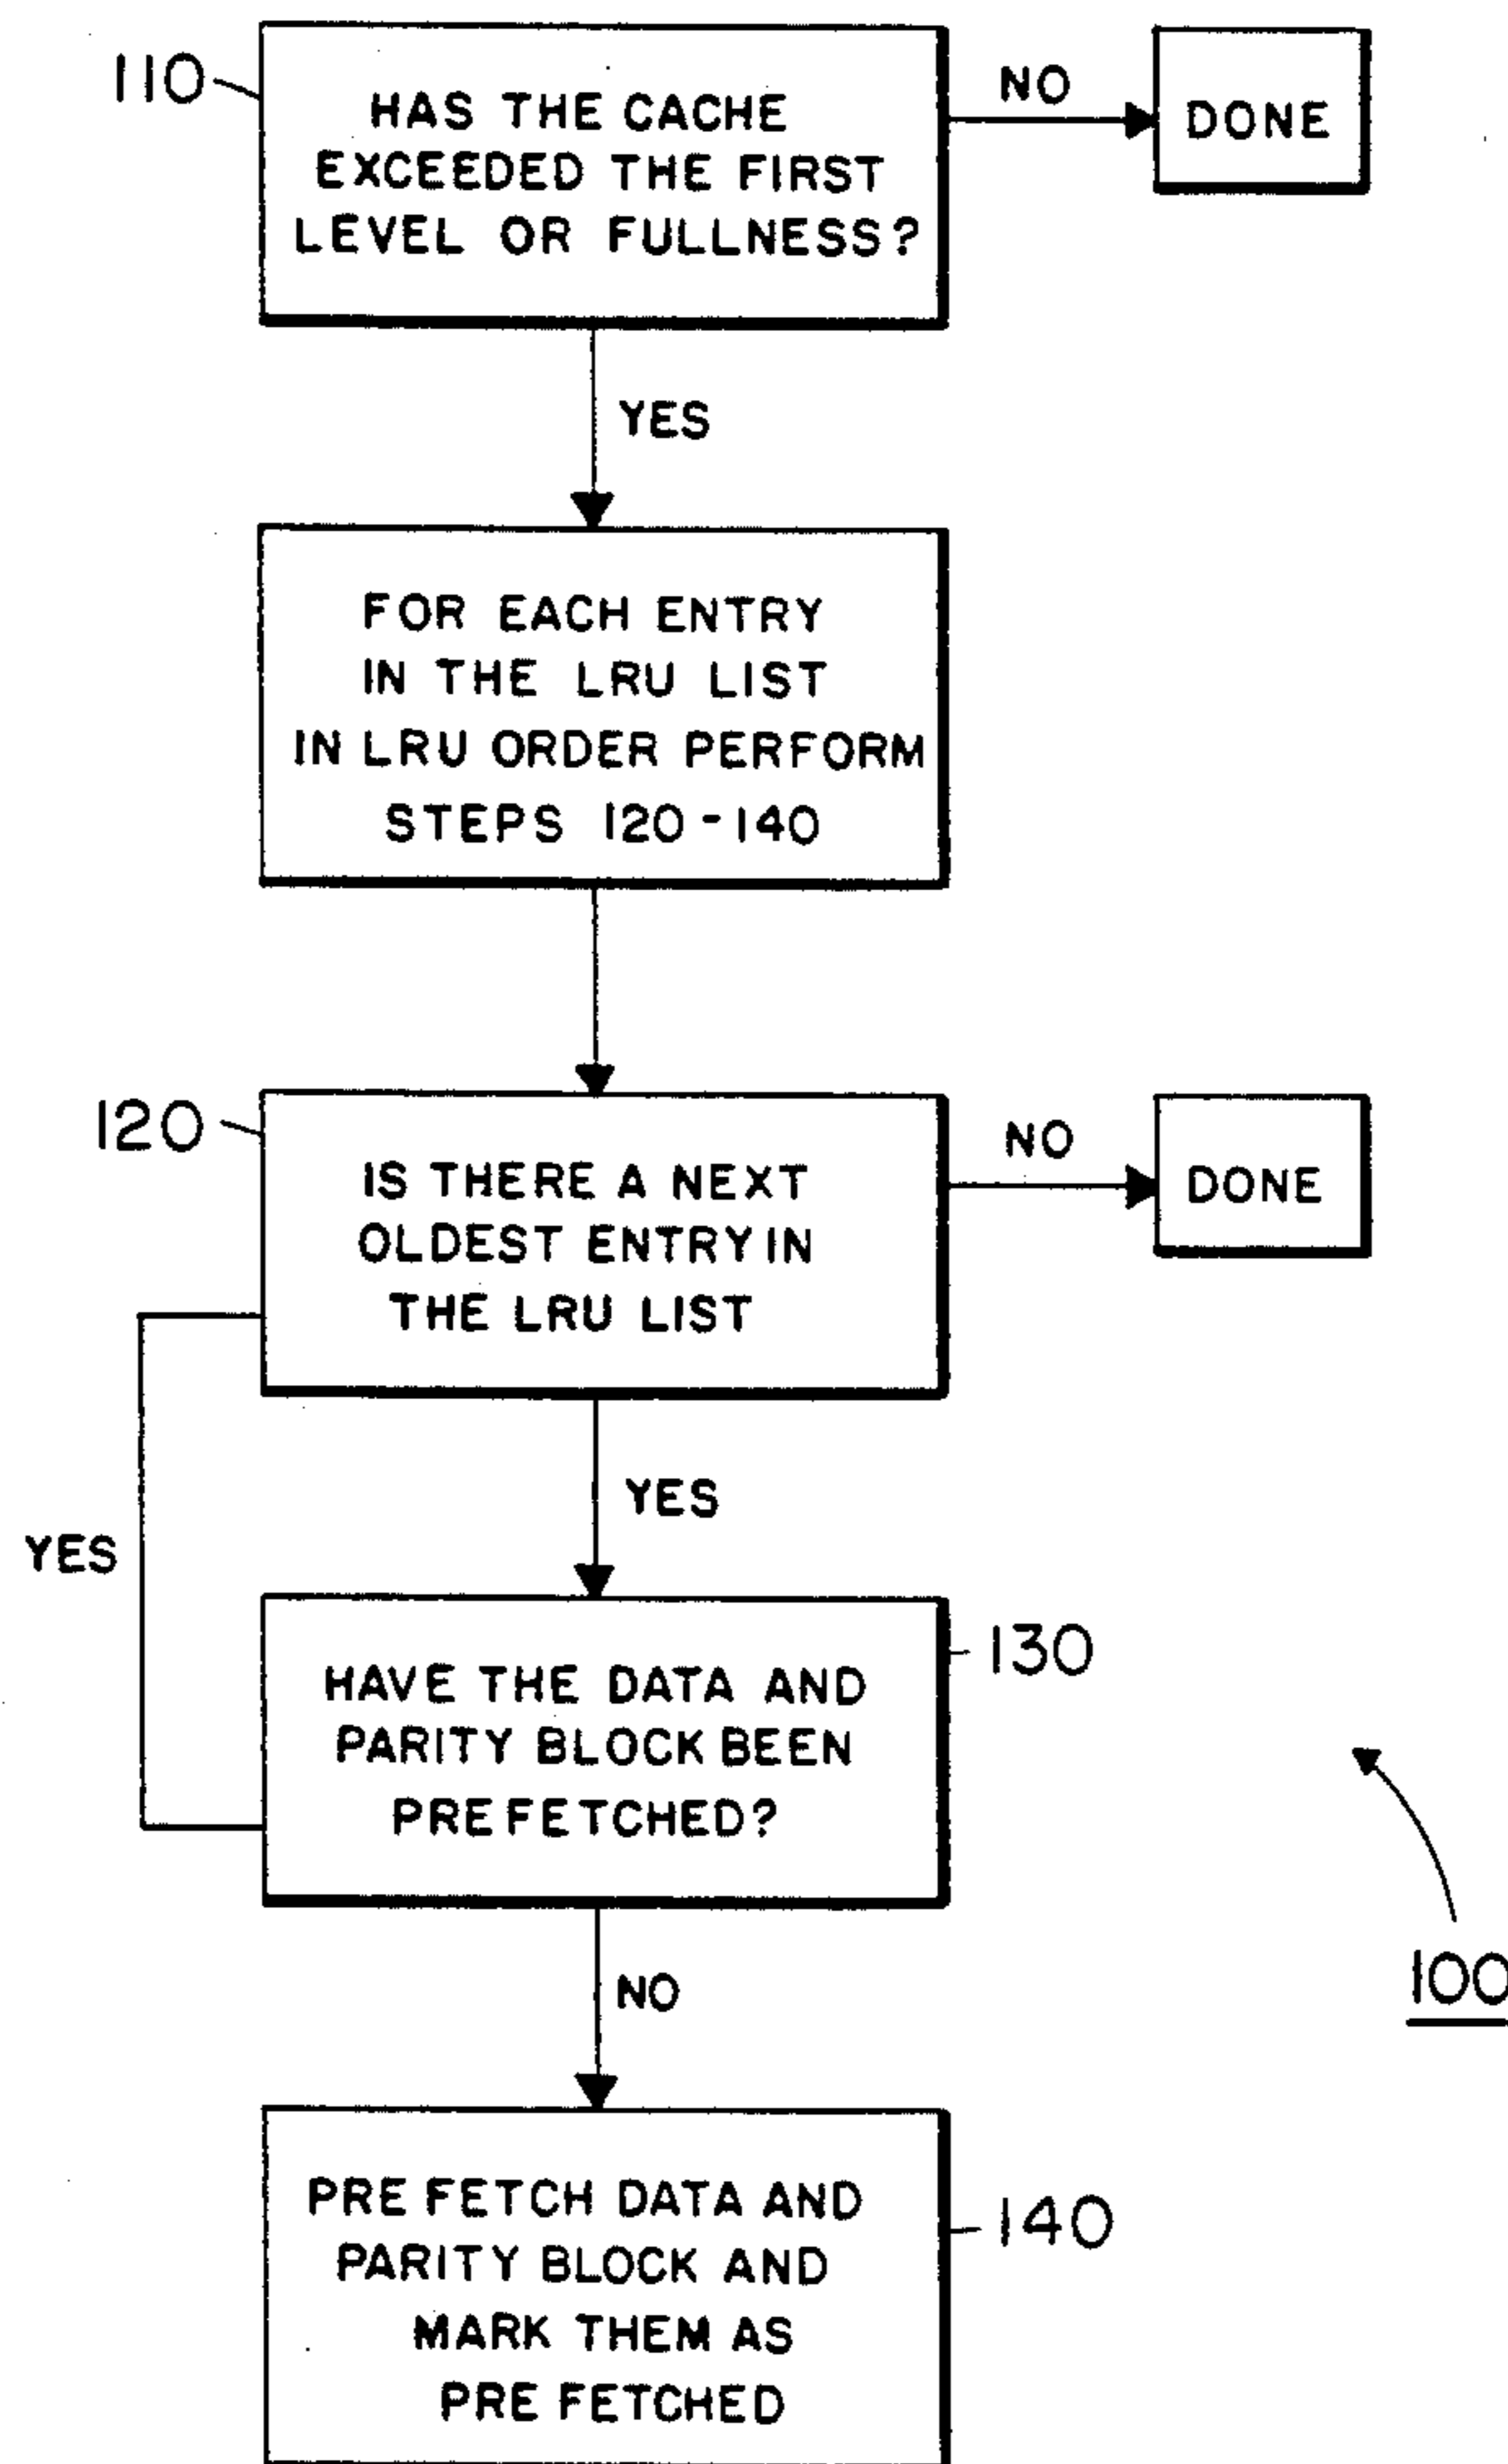 110
HAS THE CACHE
EXCEEDED THE FIRST
LEVEL OR FULLNESS?
NO
DONE
YES
FOR EACH ENTRY
IN THE LRU LIST
IN LRU ORDER PERFORM
STEPS 120-140
120
IS THERE A NEXT
OLDEST ENTRY IN
THE LRU LIST
NO
DONE
YES
YES
HAVE THE DATA AND
PARITY BLOCK BEEN
PRE FETCHED?
130
NO
100
PRE FETCH DATA AND
PARITY BLOCK AND
MARK THEM AS
PRE FETCHED
140